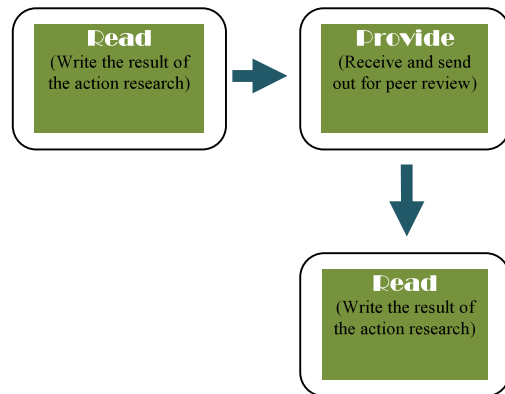 Read
(Write the result of
the action research)
Provide
(Receive and send
out for peer review)
Read
(Write the result of
the action research)